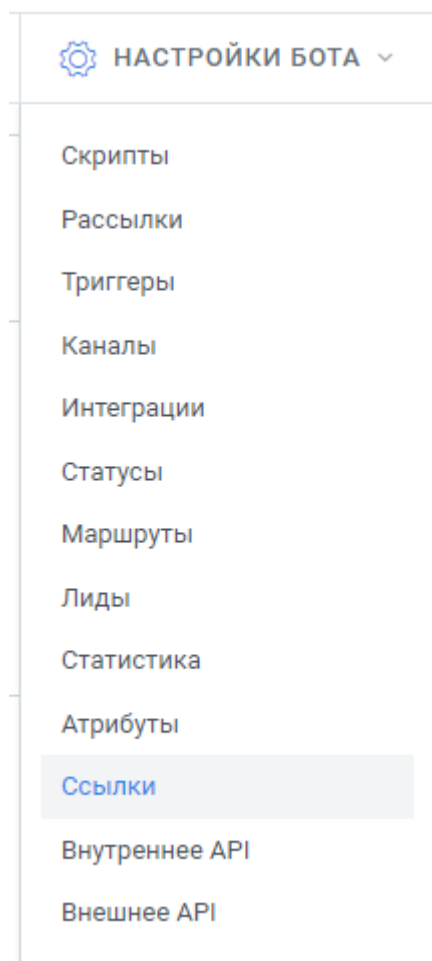 НАСТРОЙКИ БОТА
Скрипты
Рассылки
Триггеры
Каналы
Интеграции
Статусы
Маршруты
Лиды
Статистика
Атрибуты
Ссылки
Внутреннее API
Внешнее API